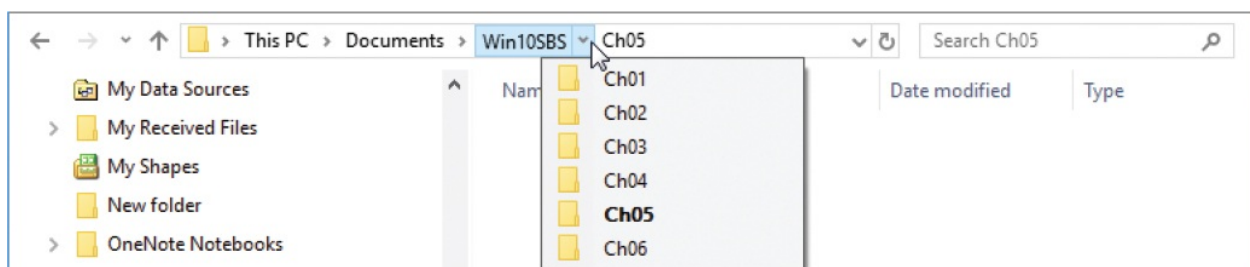 This PC > Documents > Win10SBS Ch05 Search Ch05
My Data Sources
My Received Files
My Shapes
New folder
OneNote Notebooks
Nam Date modified Type
Ch01
Ch02
Ch03
Ch04
Ch05
Ch06